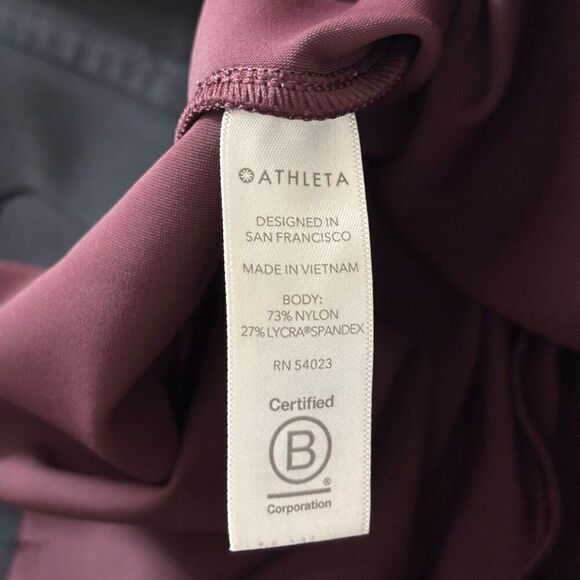 ATHLETA
DESIGNED IN
SAN FRANCISCO
MADE IN VIETNAM
BODY:
73% NYLON
27% LYCRA®SPANDEX
RN 54023
Certified
B
®
Corporation